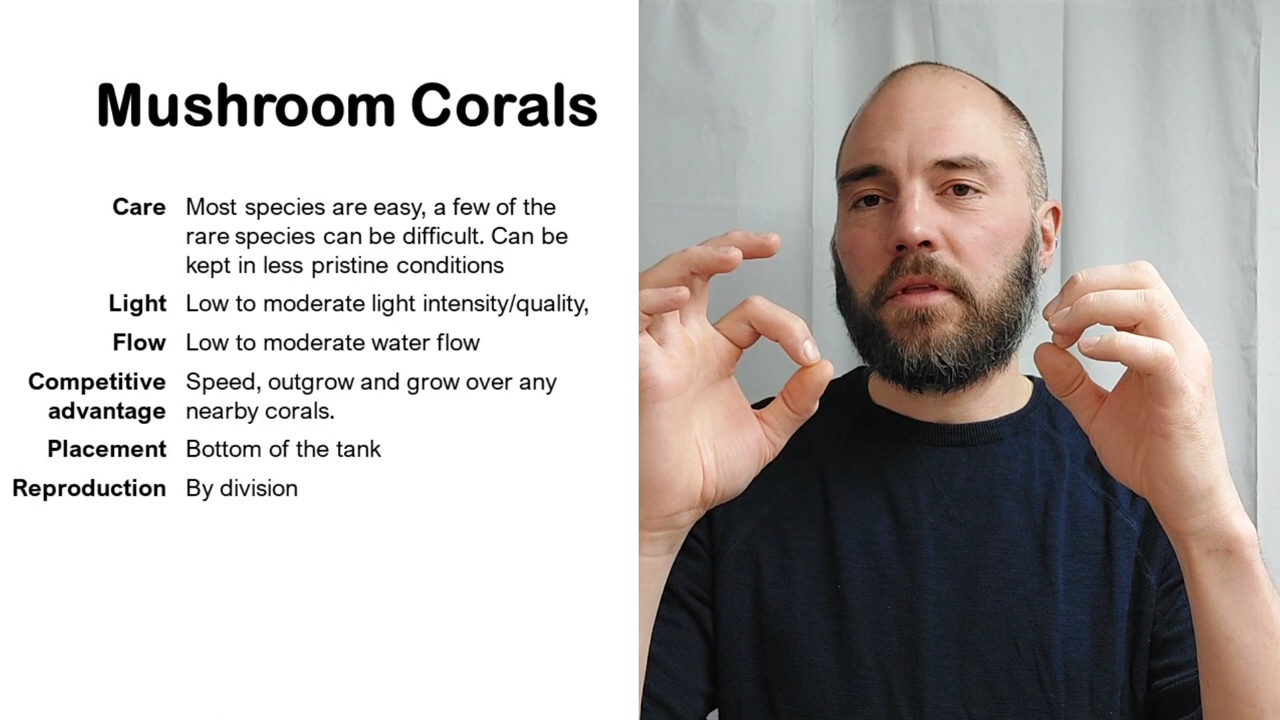 Mushroom Corals
Care Most species are easy, a few of the
rare species can be difficult. Can be
kept in less pristine conditions
Light Low to moderate light intensity/quality,
Flow Low to moderate water flow
Competitive Speed, outgrow and grow over any
advantage nearby corals.
Placement Bottom of the tank
Reproduction By division